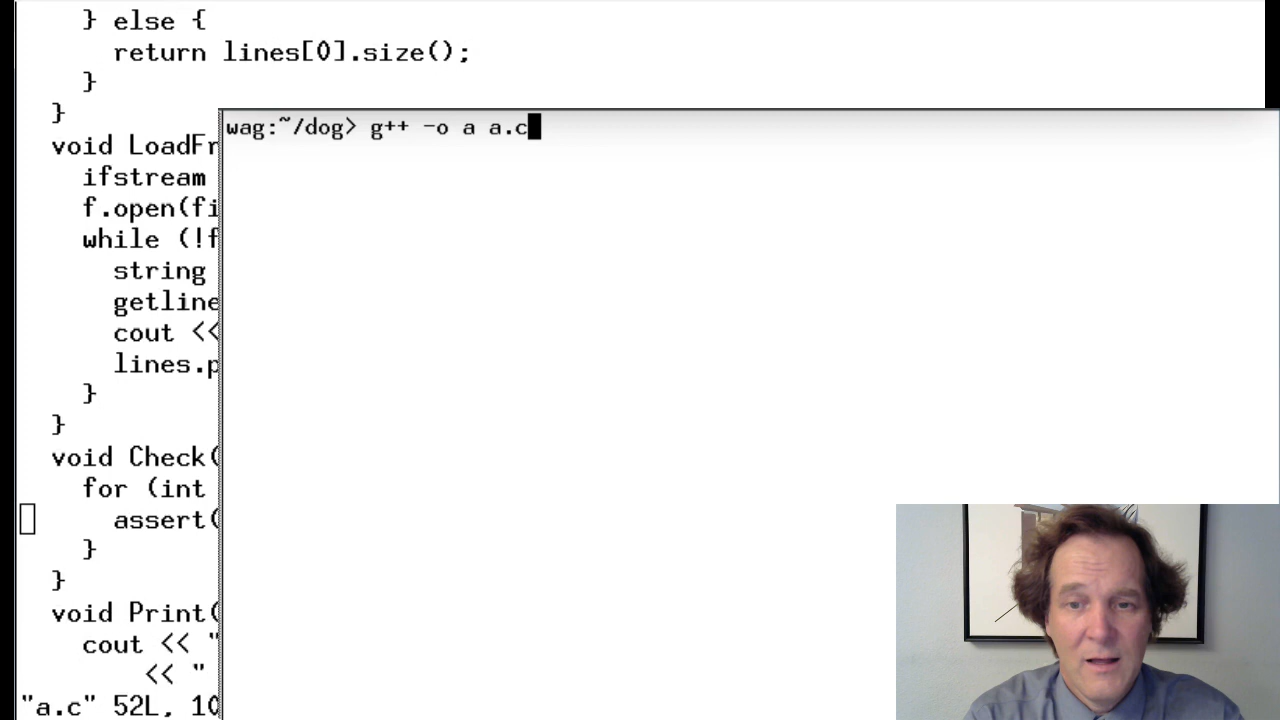 } else {
return lines[0].size();
}
}
void LoadFr
ifstream
f.open(fi
while (!f
string
getline
cout <<
lines.p
}
}
void Check(
for (int
assert(
}
}
void Print(
cout << "
<< "
"a.c" 52L, 10
wag:~/dog> g++ -o a a.c